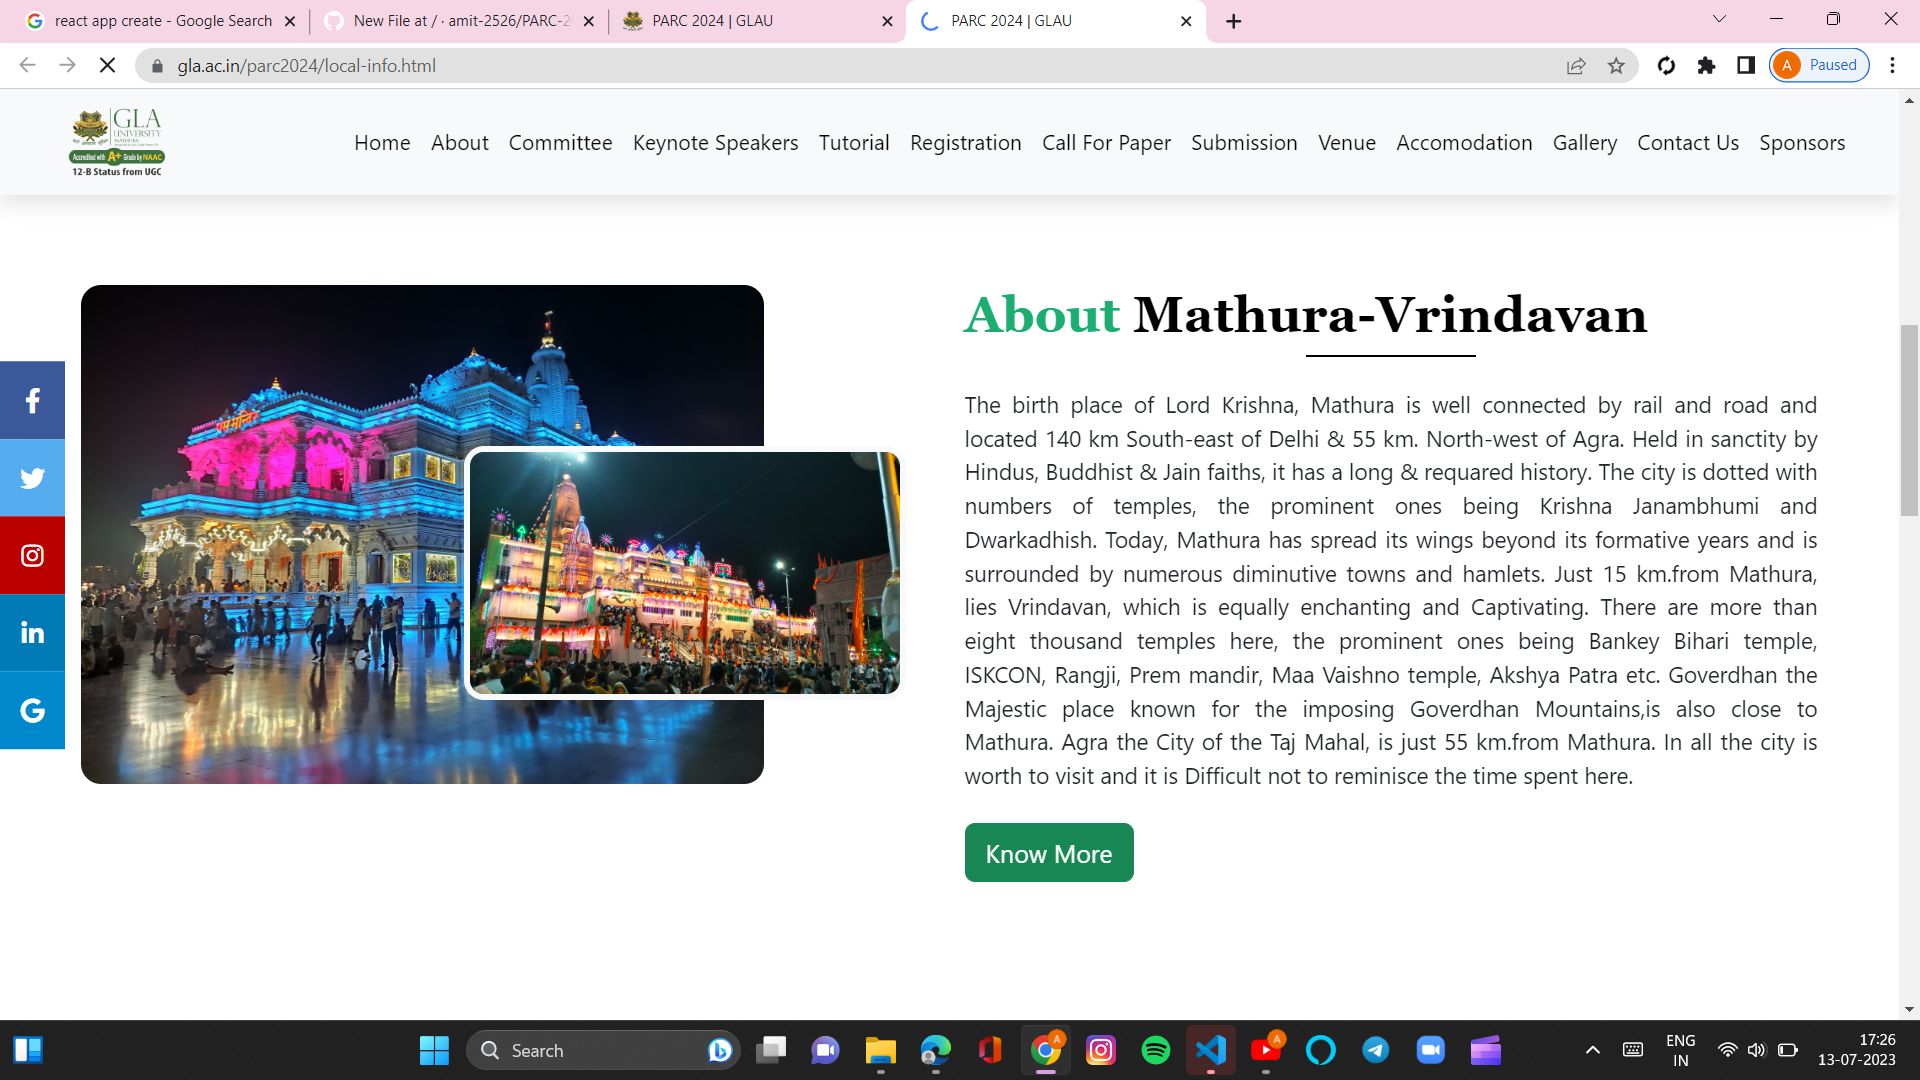 react app create - Google Search
New File at / · amit-2526/PARC-2
PARC 2024 | GLAU
PARC 2024 | GLAU
gla.ac.in/parc2024/local-info.html
A Paused
GLA
UNIVERSITY
MATHURA
Accredited with A+ Grade by NAAC
12-B Status from UGC
Home About Committee Keynote Speakers Tutorial Registration Call For Paper Submission Venue Accomodation Gallery Contact Us Sponsors
प्रेम मन्दिर
About Mathura-Vrindavan
The birth place of Lord Krishna, Mathura is well connected by rail and road and
located 140 km South-east of Delhi & 55 km. North-west of Agra. Held in sanctity by
Hindus, Buddhist & Jain faiths, it has a long & requared history. The city is dotted with
numbers of temples, the prominent ones being Krishna Janambhumi and
Dwarkadhish. Today, Mathura has spread its wings beyond its formative years and is
surrounded by numerous diminutive towns and hamlets. Just 15 km.from Mathura,
lies Vrindavan, which is equally enchanting and Captivating. There are more than
eight thousand temples here, the prominent ones being Bankey Bihari temple,
ISKCON, Rangji, Prem mandir, Maa Vaishno temple, Akshya Patra etc. Goverdhan the
Majestic place known for the imposing Goverdhan Mountains,is also close to
Mathura. Agra the City of the Taj Mahal, is just 55 km.from Mathura. In all the city is
worth to visit and it is Difficult not to reminisce the time spent here.
Know More
Search
A
A
ENG
IN
17:26
13-07-2023